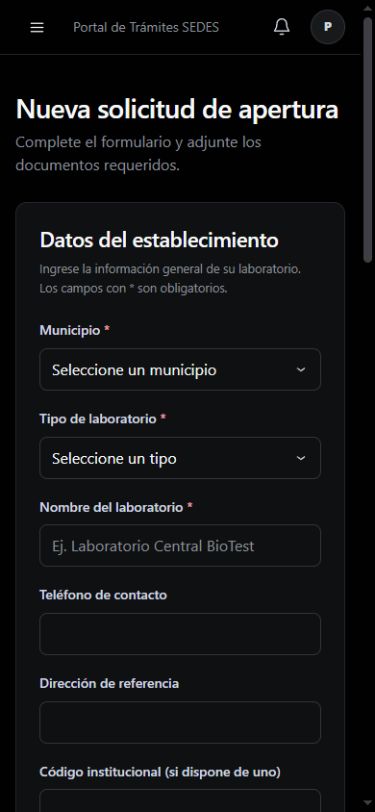 Portal de Trámites SEDES
P
Nueva solicitud de apertura
Complete el formulario y adjunte los
documentos requeridos.
Datos del establecimiento
Ingrese la información general de su laboratorio.
Los campos con * son obligatorios.
Municipio *
Seleccione un municipio
Tipo de laboratorio *
Seleccione un tipo
Nombre del laboratorio *
Ej. Laboratorio Central BioTest
Teléfono de contacto
Dirección de referencia
Código institucional (si dispone de uno)